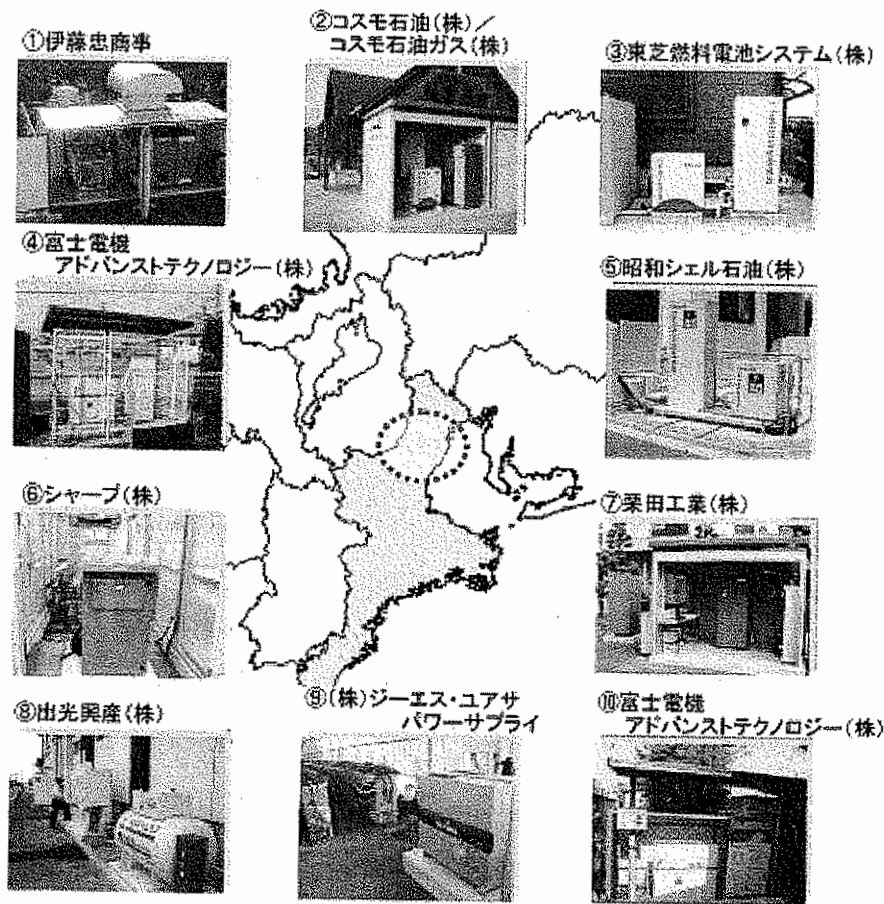 ①伊藤忠商事
②コスモ石油(株)/
コスモ石油ガス(株)
③東芝燃料電池システム(株)
④富士電機
アドバンストテクノロジー(株)
⑤昭和シェル石油(株)
⑥シャープ(株)
⑦栗田工業(株)
⑧出光興産(株)
⑨(株)ジーエス・ユアサ
パワーサプライ
⑩富士電機
アドバンストテクノロジー(株)